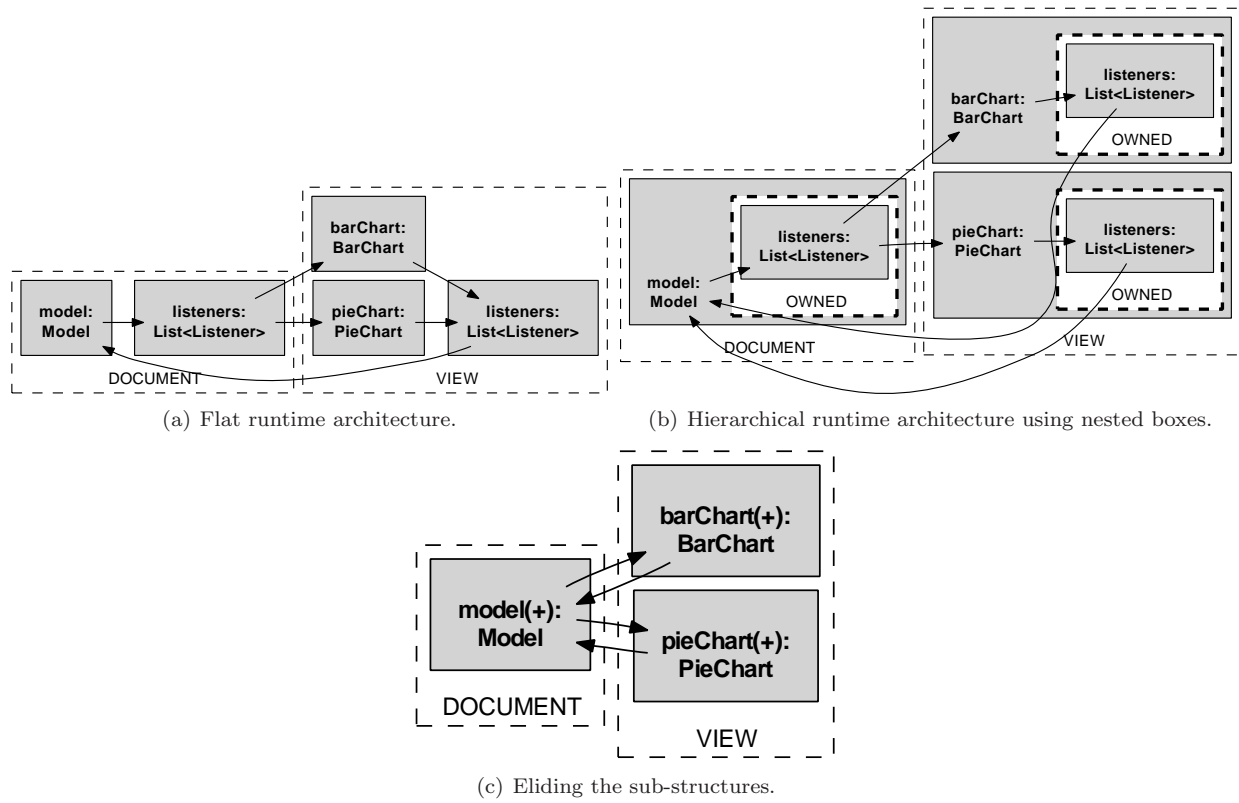 barChart:
BarChart
model:
Model
listeners:
List<Listener>
pieChart:
PieChart
listeners:
List<Listener>
DOCUMENT
VIEW
(a) Flat runtime architecture.
listeners:
List<Listener>
barChart:
BarChart
OWNED
listeners:
List<Listener>
model:
Model
OWNED
pieChart:
PieChart
listeners:
List<Listener>
OWNED
DOCUMENT
VIEW
(b) Hierarchical runtime architecture using nested boxes.
barChart(+):
BarChart
model(+):
Model
pieChart(+):
PieChart
DOCUMENT
VIEW
(c) Eliding the sub-structures.